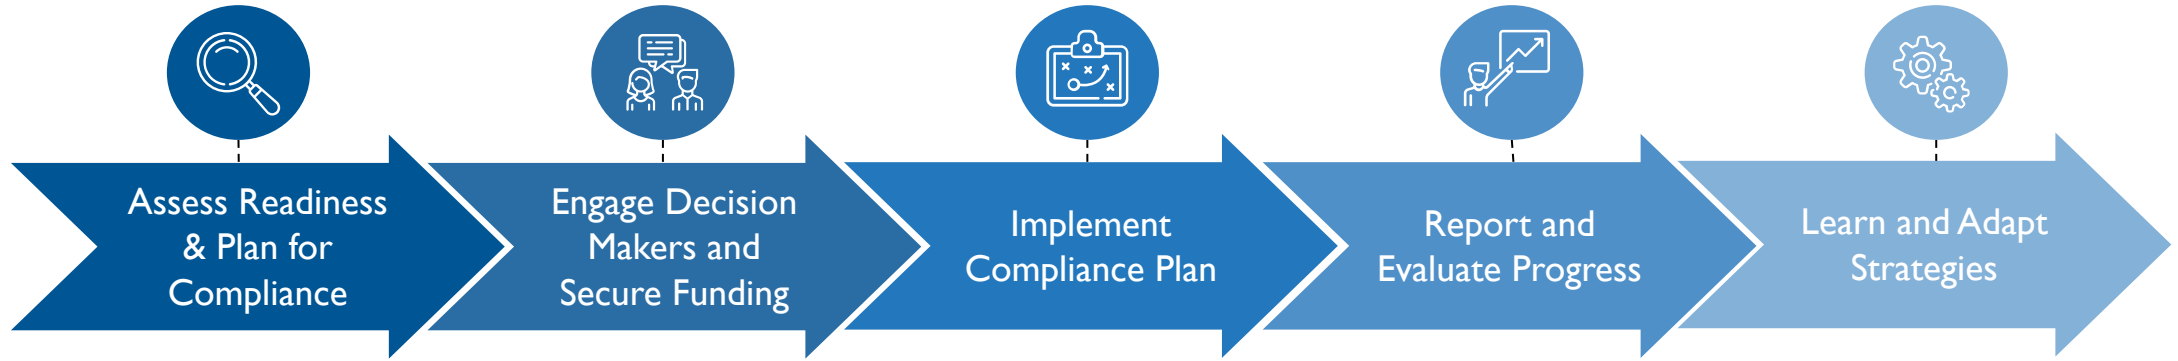 Assess Readiness
& Plan for
Compliance
Engage Decision
Makers and
Secure Funding
Implement
Compliance Plan
Report and
Evaluate Progress
Learn and Adapt
Strategies